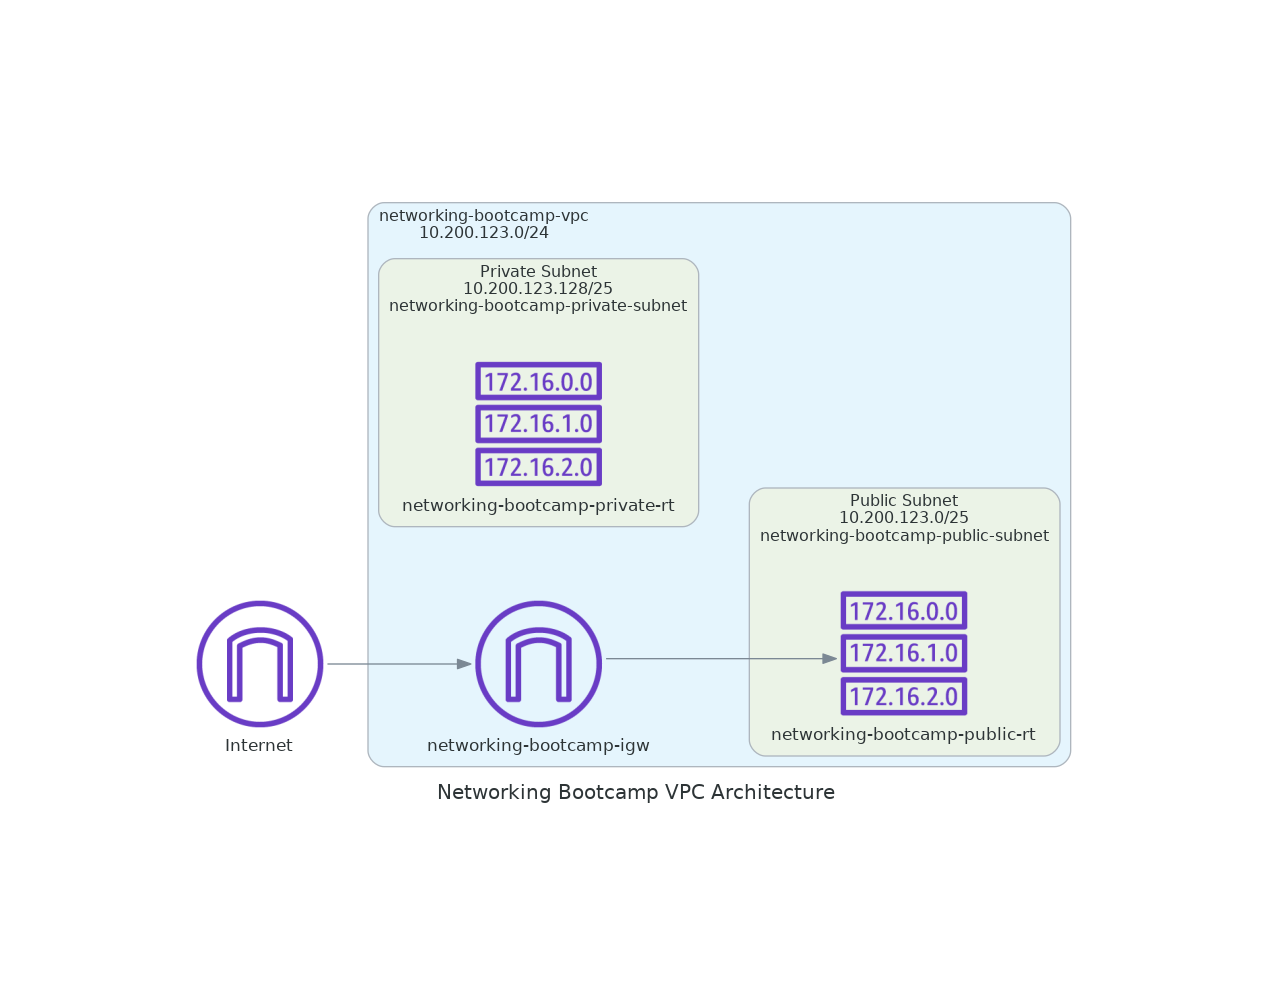 networking-bootcamp-vpc
10.200.123.0/24
Private Subnet
10.200.123.128/25
networking-bootcamp-private-subnet
172.16.0.0
172.16.1.0
172.16.2.0
networking-bootcamp-private-rt
Public Subnet
10.200.123.0/25
networking-bootcamp-public-subnet
172.16.0.0
172.16.1.0
172.16.2.0
networking-bootcamp-public-rt
Internet
networking-bootcamp-igw
Networking Bootcamp VPC Architecture